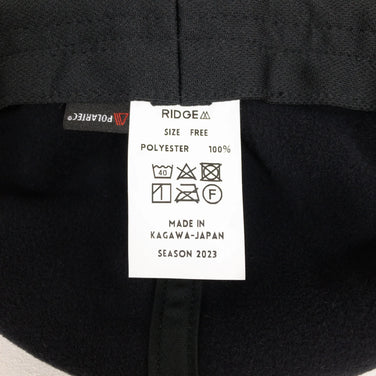 RIDGE
SIZE FREE
POLYESTER 100%
40
F
MADE IN
KAGAWA-JAPAN
SEASON 2023
POLARTEC®